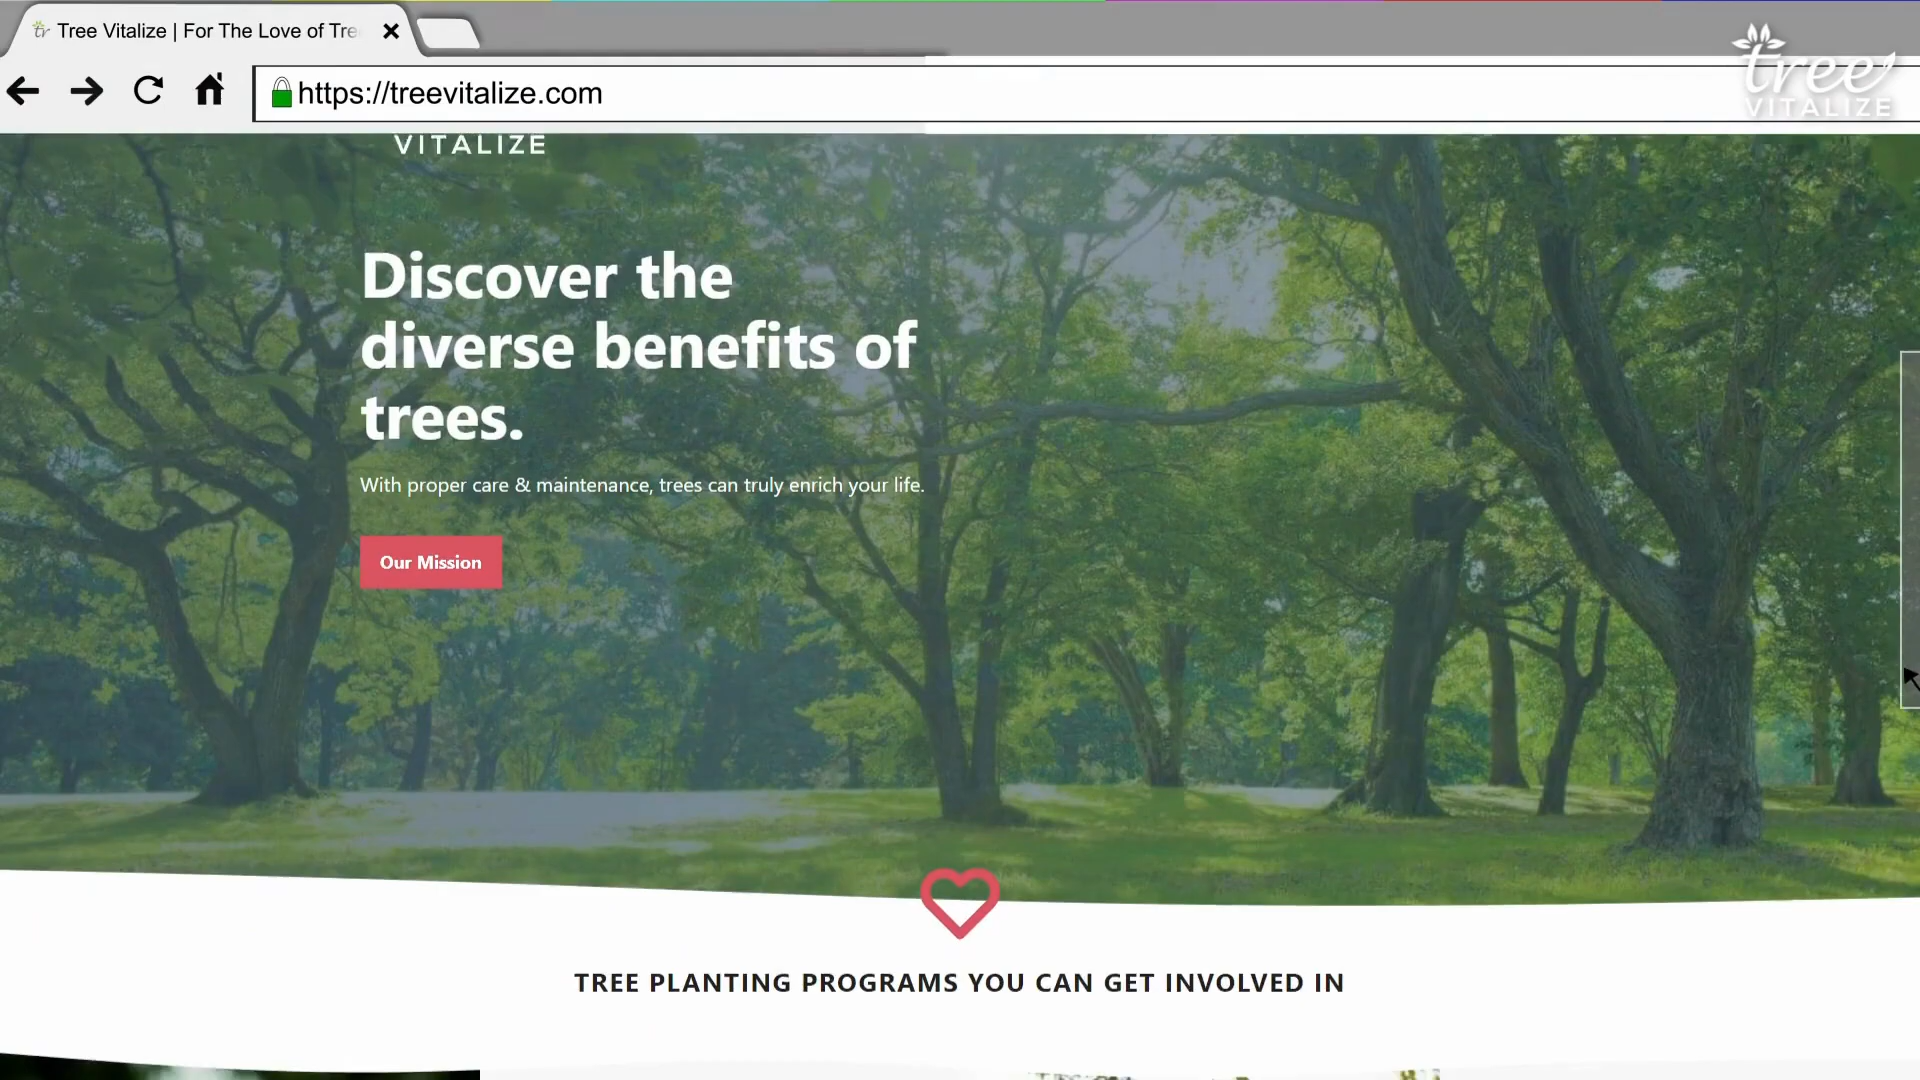 Tree Vitalize | For The Love of Tre
https://treevitalize.com
tree
VITALIZE
VITALIZE
Discover the
diverse benefits of
trees.
With proper care & maintenance, trees can truly enrich your life.
Our Mission
TREE PLANTING PROGRAMS YOU CAN GET INVOLVED IN